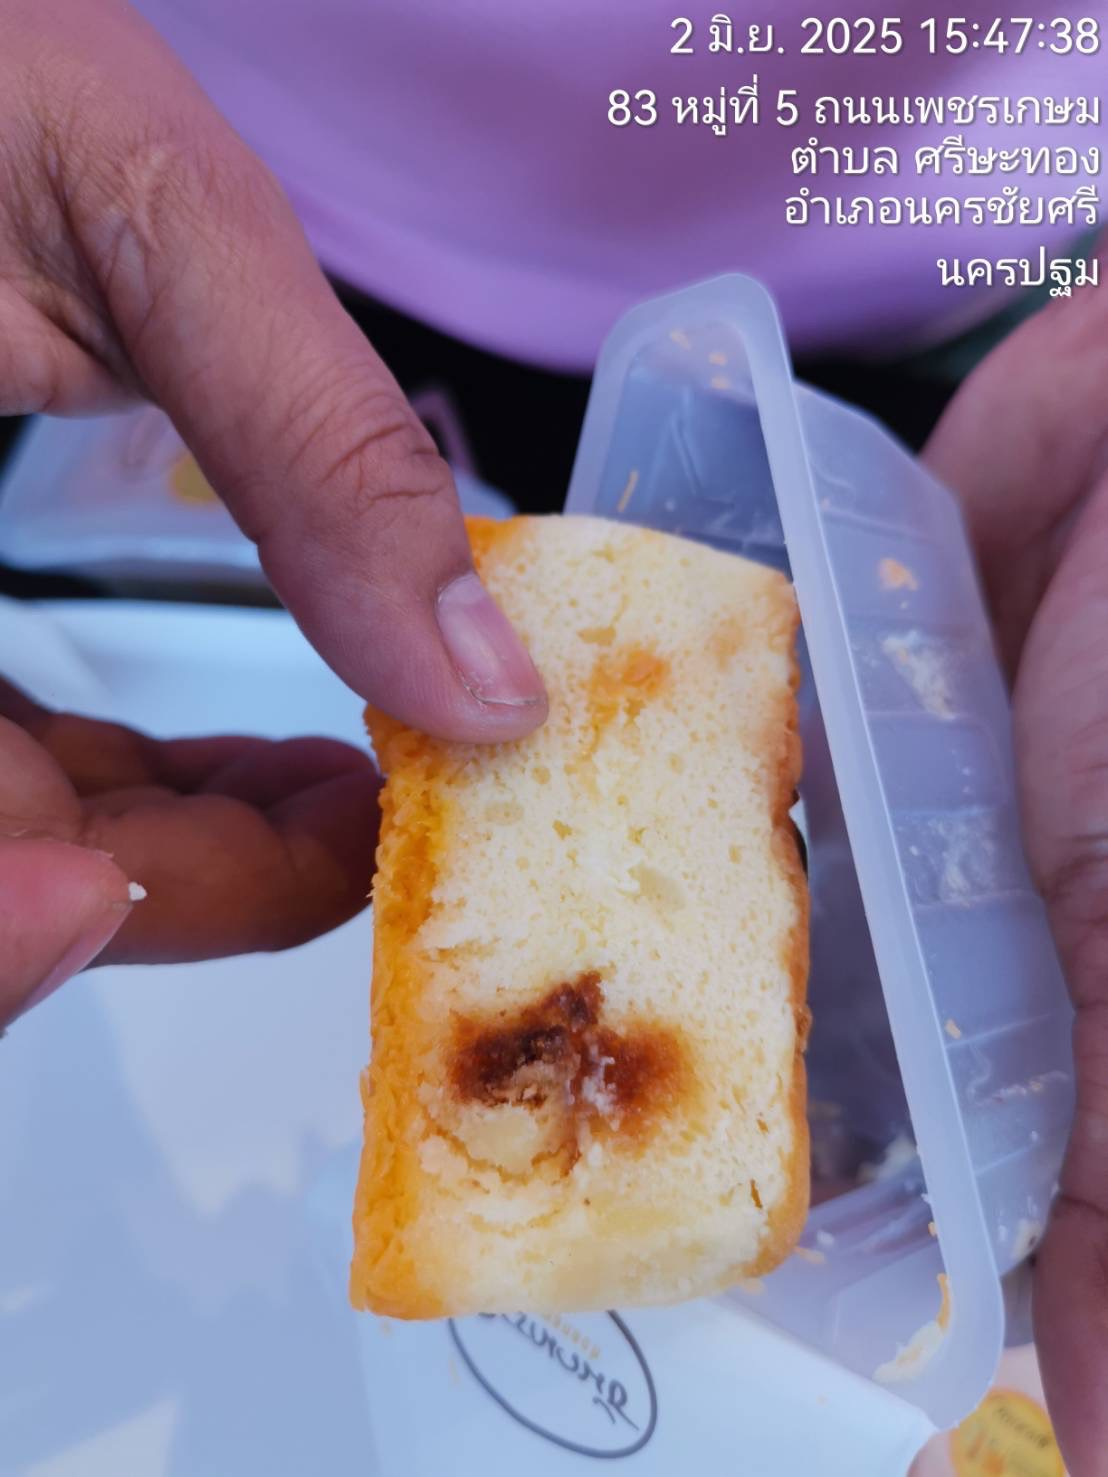 2 มิ.ย. 2025 15:47:38
83 หมู่ที่ 5 ถนนเพชรเกษม
ตำบล ศรีษะทอง
อำเภอนครชัยศรี
นครปฐม